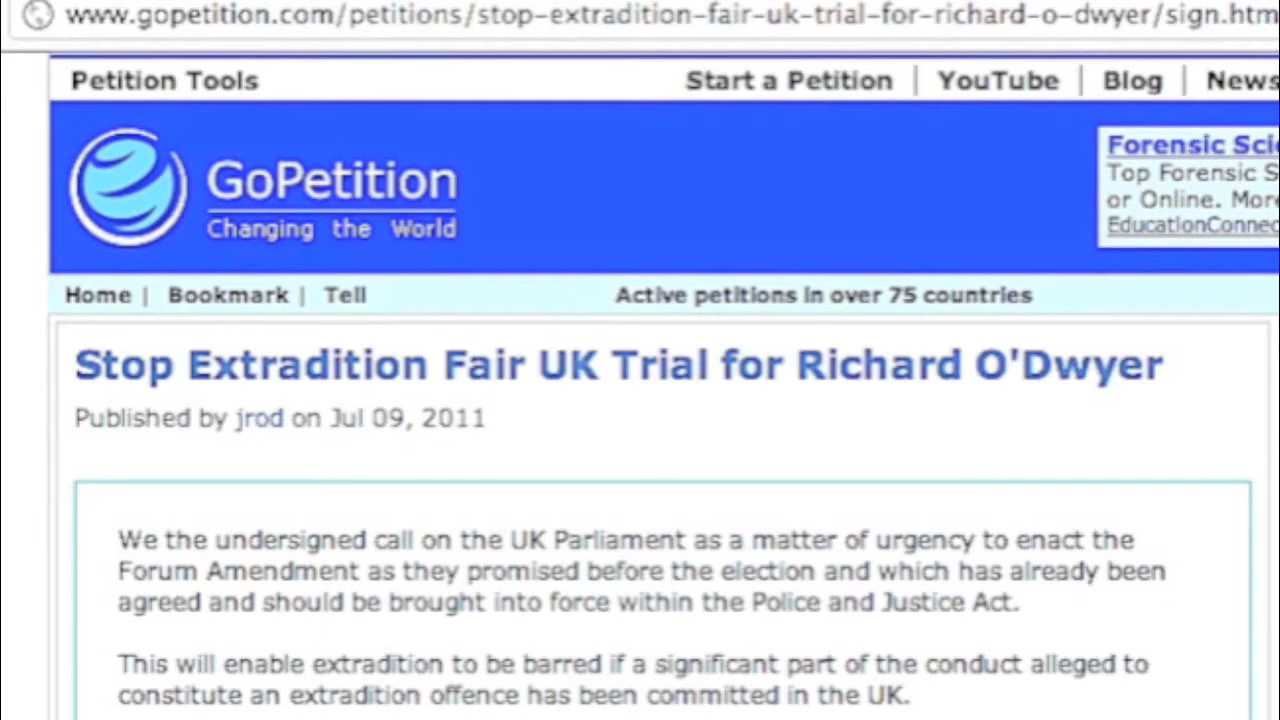 www.gopetition.com/petitions/stop-extradition-fair-uk-trial-for-richard-o-dwyer/sign.htm
Petition Tools
Start a Petition | YouTube | Blog | News
GoPetition
Changing the World
Forensic Sci
Top Forensic S
or Online. More
EducationConnec
Home | Bookmark | Tell
Active petitions in over 75 countries
Stop Extradition Fair UK Trial for Richard O'Dwyer
Published by jrod on Jul 09, 2011
We the undersigned call on the UK Parliament as a matter of urgency to enact the
Forum Amendment as they promised before the election and which has already been
agreed and should be brought into force within the Police and Justice Act.
This will enable extradition to be barred if a significant part of the conduct alleged to
constitute an extradition offence has been committed in the UK.